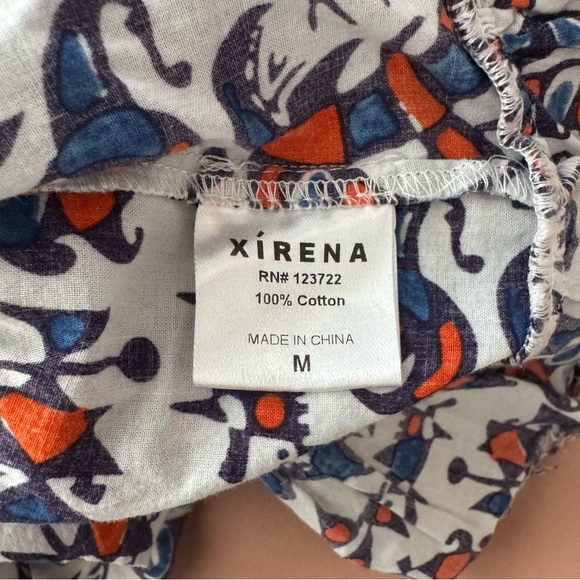 XÍRENA
RN# 123722
100% Cotton
MADE IN CHINA
M